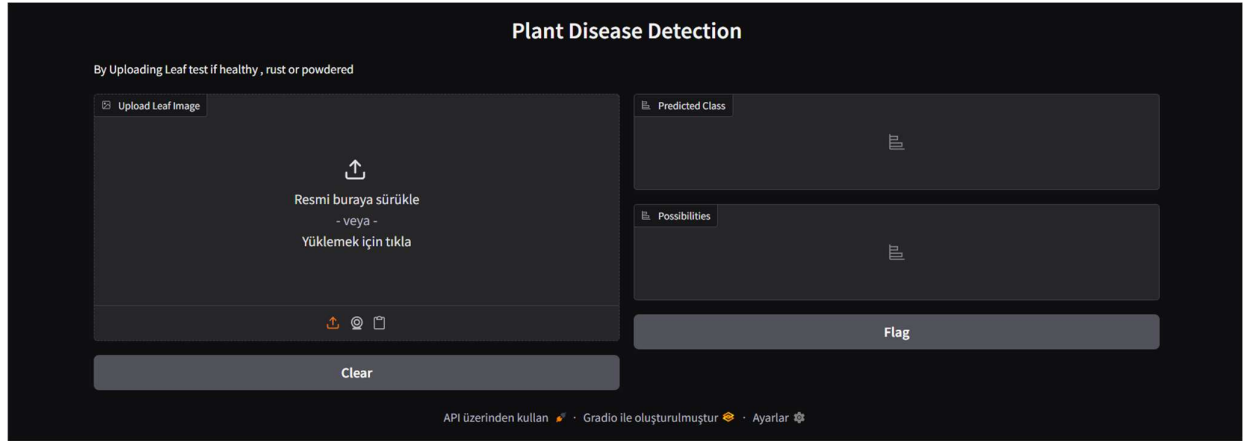 Plant Disease Detection
By Uploading Leaf test if healthy , rust or powdered
Upload Leaf Image
Resmi buraya sürükle
- veya -
Yüklemek için tıkla
Clear
Predicted Class
Possibilities
Flag
API üzerinden kullan · Gradio ile oluşturulmuştur · Ayarlar